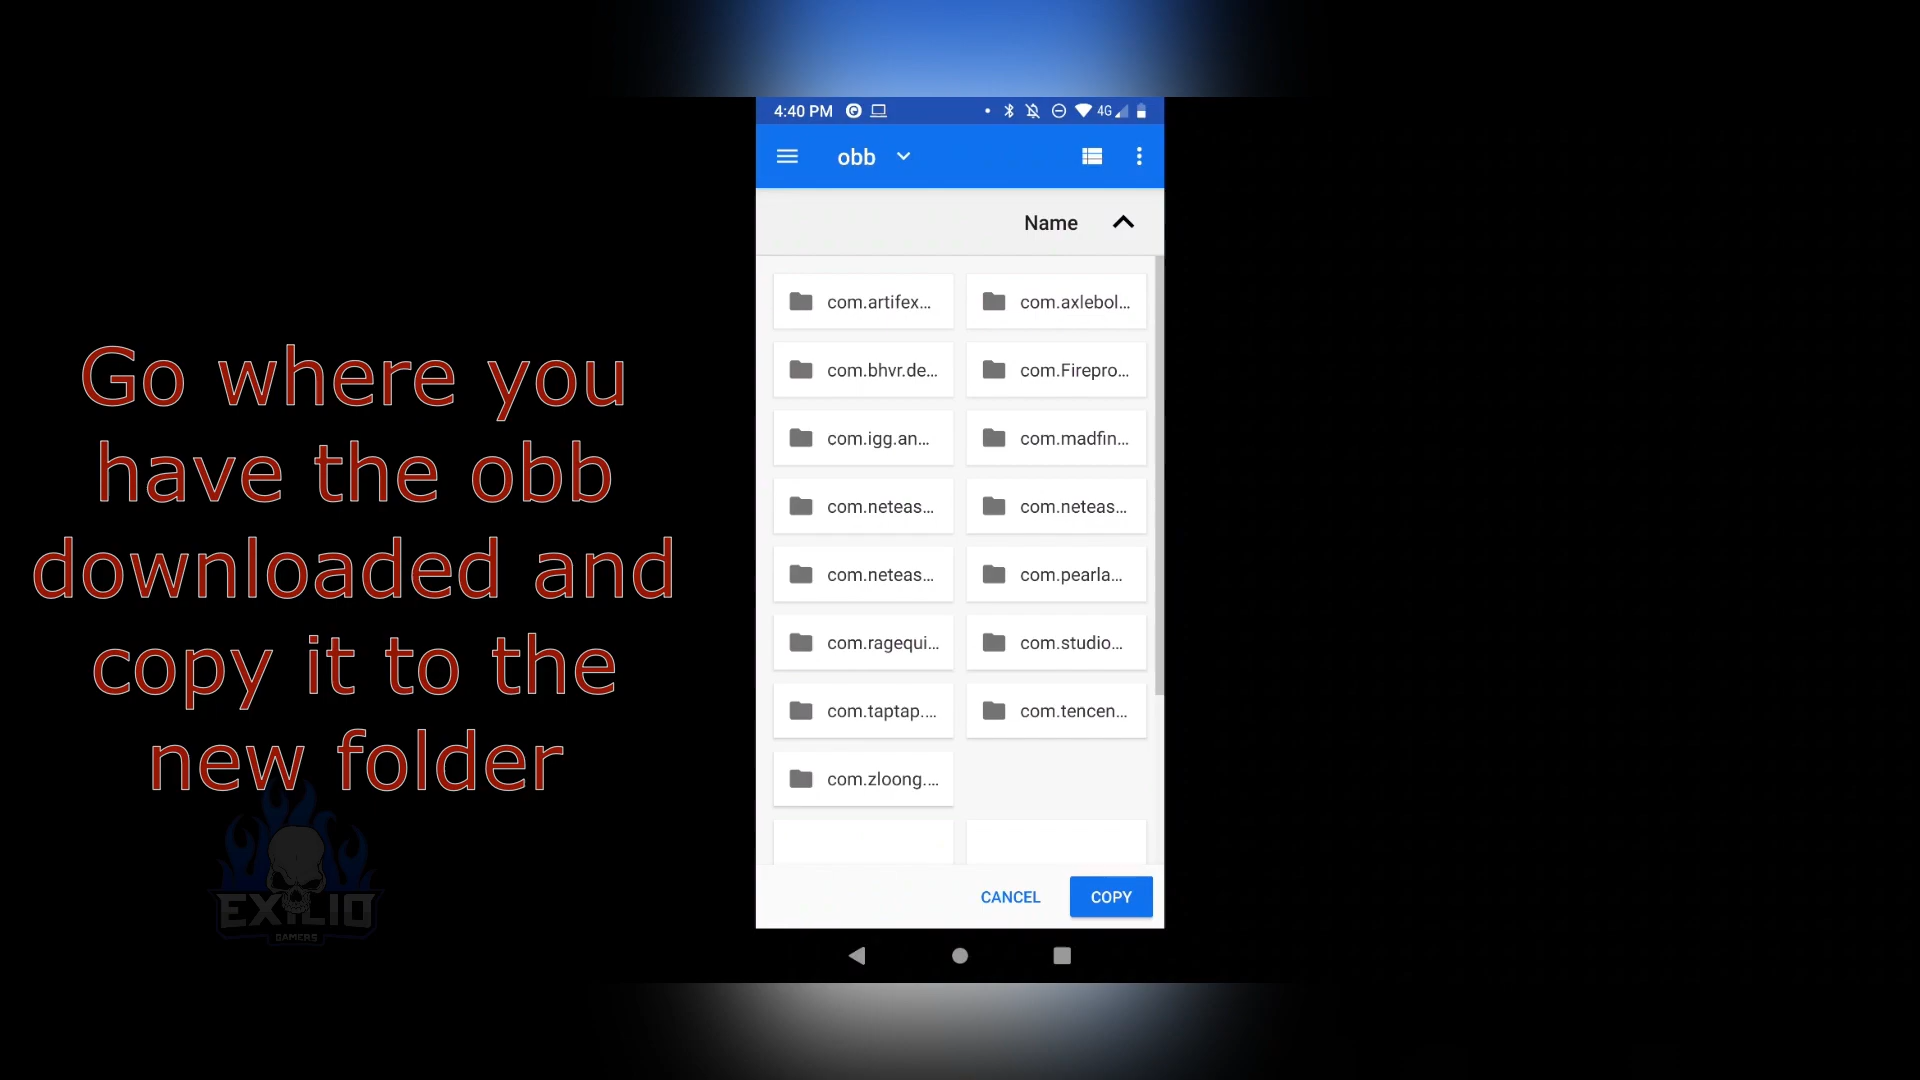 4:40 PM
4G
obb
Name
com.artifex...
com.axlebol...
com.bhvr.de...
com.Firepro...
com.igg.an...
com.madfin...
com.neteas...
com.neteas...
com.neteas...
com.pearla...
com.ragequi...
com.studio...
com.taptap....
com.tencen...
com.zloong....
CANCEL
COPY
Go where you
have the obb
downloaded and
copy it to the
new folder
EXILIO
GAMERS